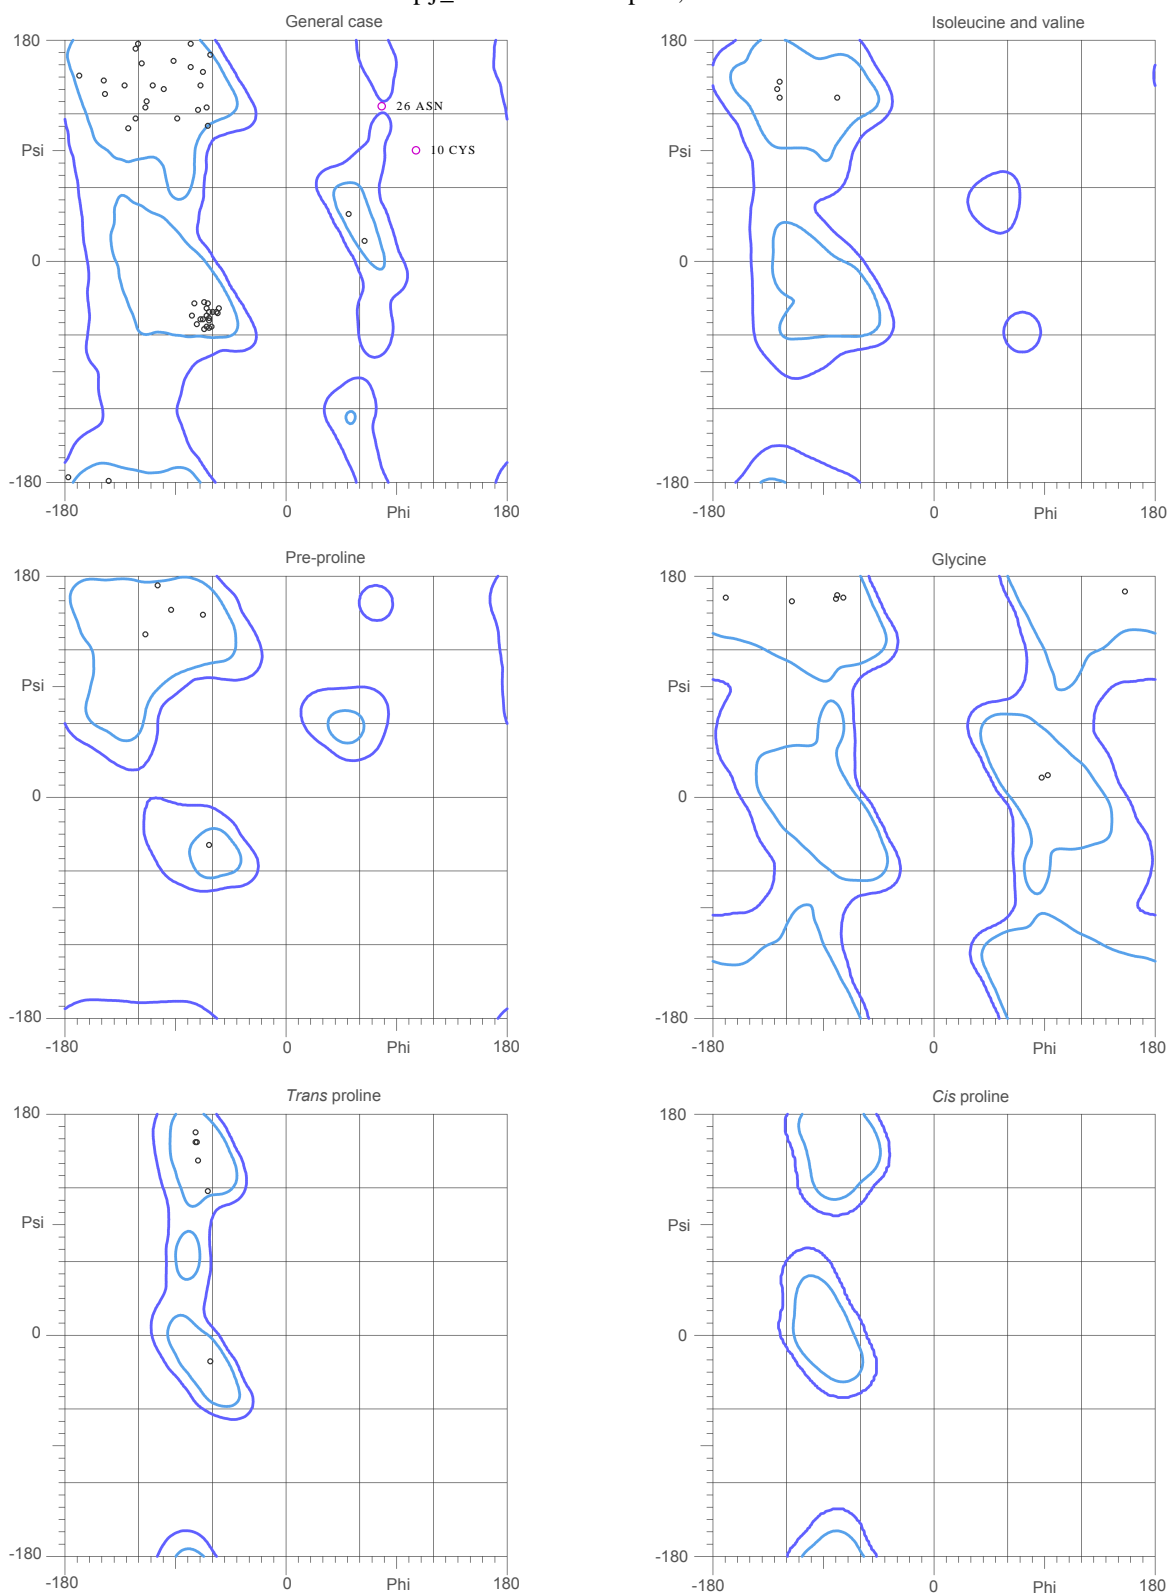 General case
Isoleucine and valine
180
Psi
0
-180
-180
0
Phi
180
26 ASN
10 CYS
180
Psi
0
-180
-180
0
Phi
180
Pre-proline
Glycine
180
Psi
0
-180
-180
0
Phi
180
180
Psi
0
-180
-180
0
Phi
180
Trans proline
Cis proline
180
Psi
0
-180
-180
0
Phi
180
180
Psi
0
-180
-180
0
Phi
180